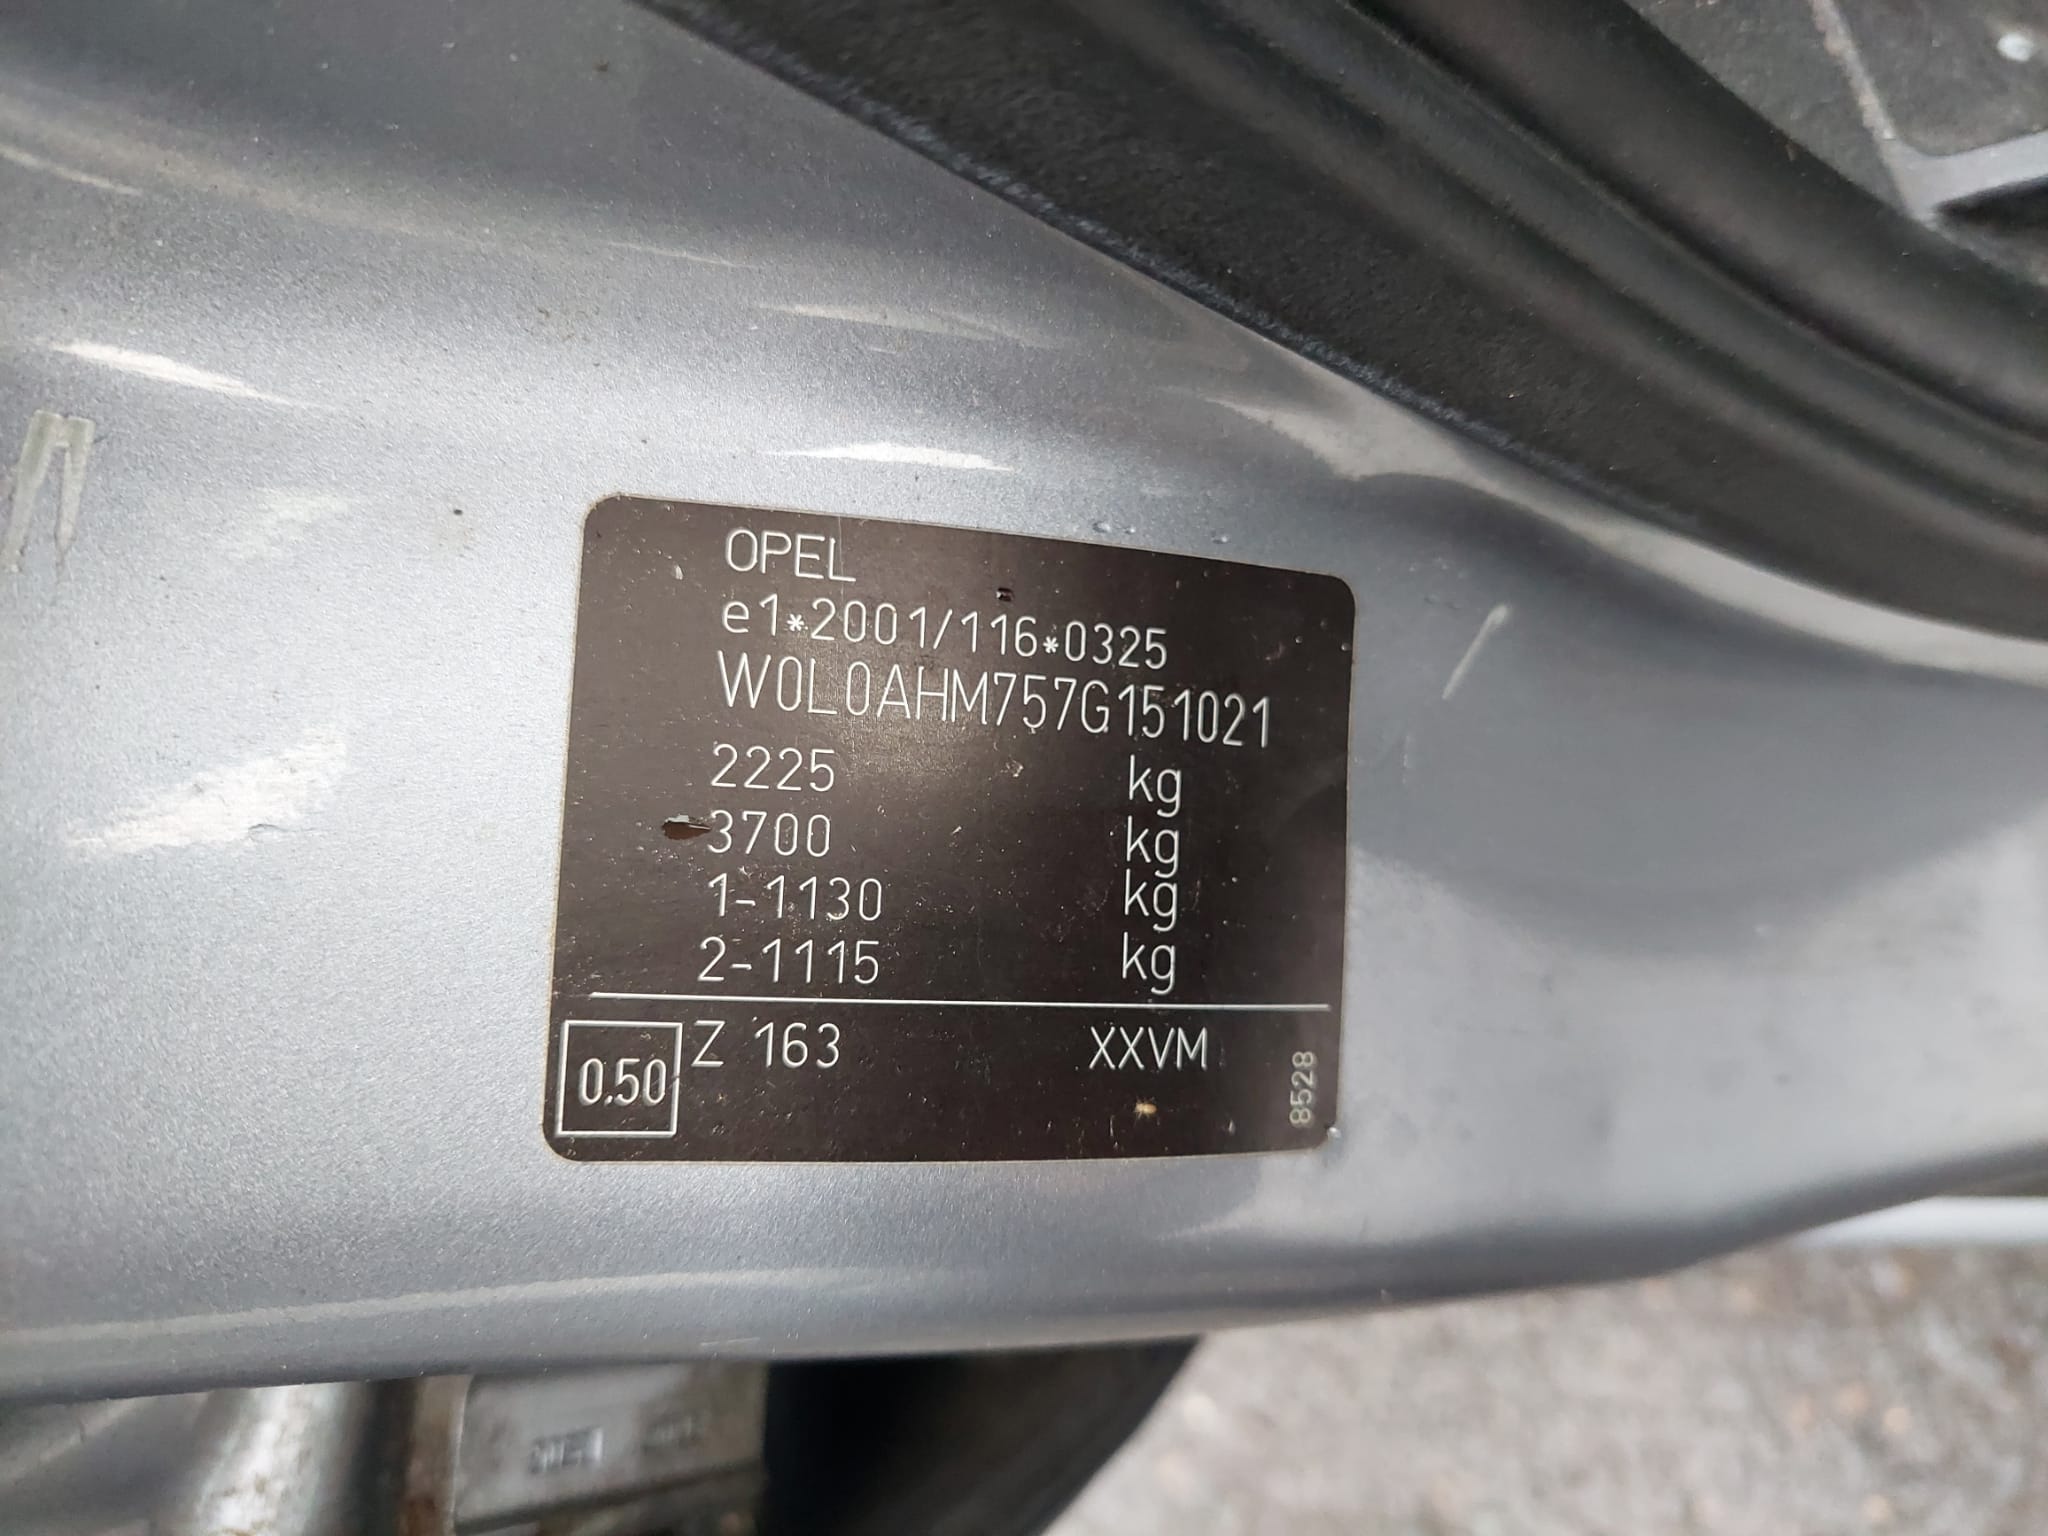 OPEL
e1*2001/116*0325
W0L0AHM757G151021
2225 kg
3700 kg
1-1130 kg
2-1115 kg
0.50 Z 163 XXVM
8528